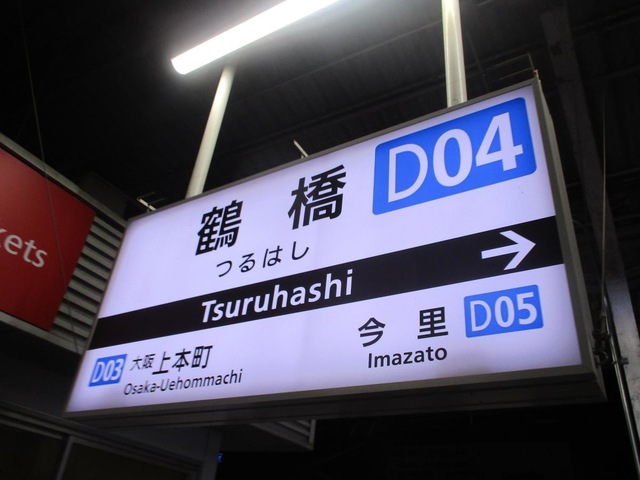 鶴橋 D04
つるはし
Tsuruhashi
D03 大阪上本町
Osaka-Uehommachi
今里 D05
Imazato